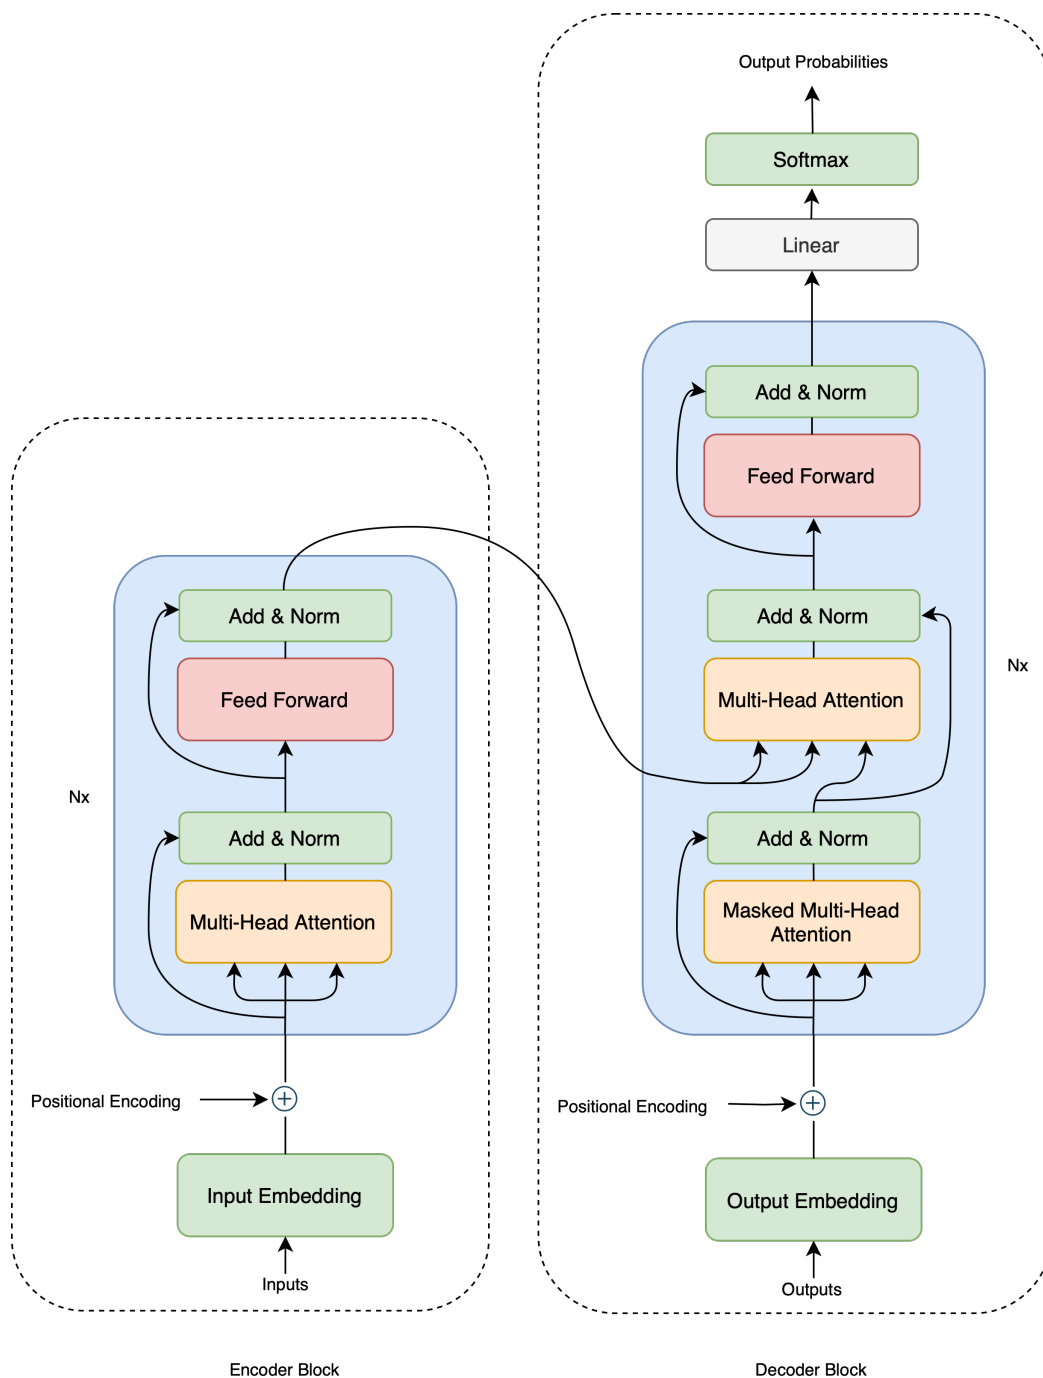 Output Probabilities
Softmax
Linear
Add & Norm
Feed Forward
Add & Norm
Multi-Head Attention
Nx
Add & Norm
Masked Multi-Head
Attention
Positional Encoding
Output Embedding
Outputs
Decoder Block
Add & Norm
Feed Forward
Nx
Add & Norm
Multi-Head Attention
Positional Encoding
Input Embedding
Inputs
Encoder Block